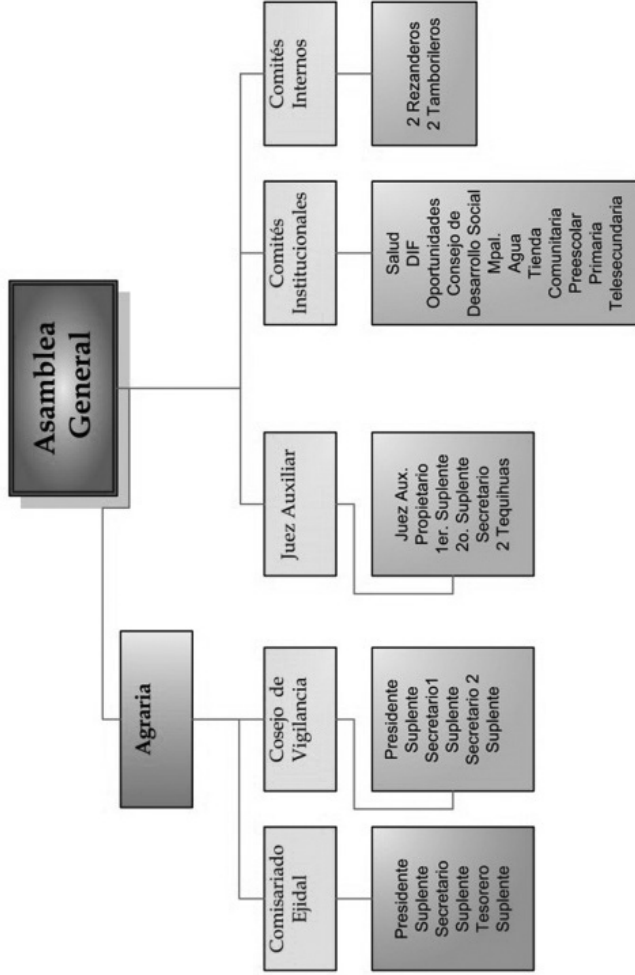 Asamblea
General
Agraria
Comisariado
Ejidal
Cosejo de
Vigilancia
Juez Auxiliar
Comités
Institucionales
Comités
Internos
Presidente
Suplente
Secretario
Suplente
Tesorero
Suplente
Presidente
Suplente
Secretario1
Suplente
Secretario 2
Suplente
Juez Aux.
Propietario
1er. Suplente
2o. Suplente
Secretario
2 Tequihuas
Salud
DIF
Oportunidades
Consejo de
Desarrollo Social
Mpal.
Agua
Tienda
Comunitaria
Preescolar
Primaria
Telesecundaria
2 Rezanderos
2 Tamborileros